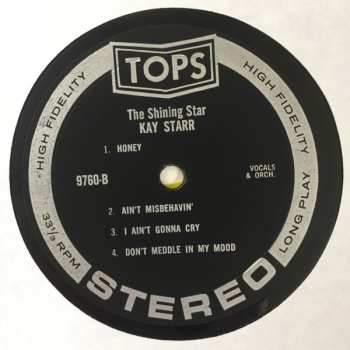 TOPS
HIGH FIDELITY
HIGH FIDELITY
The Shining Star
KAY STARR
1. HONEY
9760-B
VOCALS
& ORCH.
2. AIN'T MISBEHAVIN'
3. I AIN'T GONNA CRY
4. DON'T MEDDLE IN MY MOOD
33⅓ RPM
LONG PLAY
STEREO